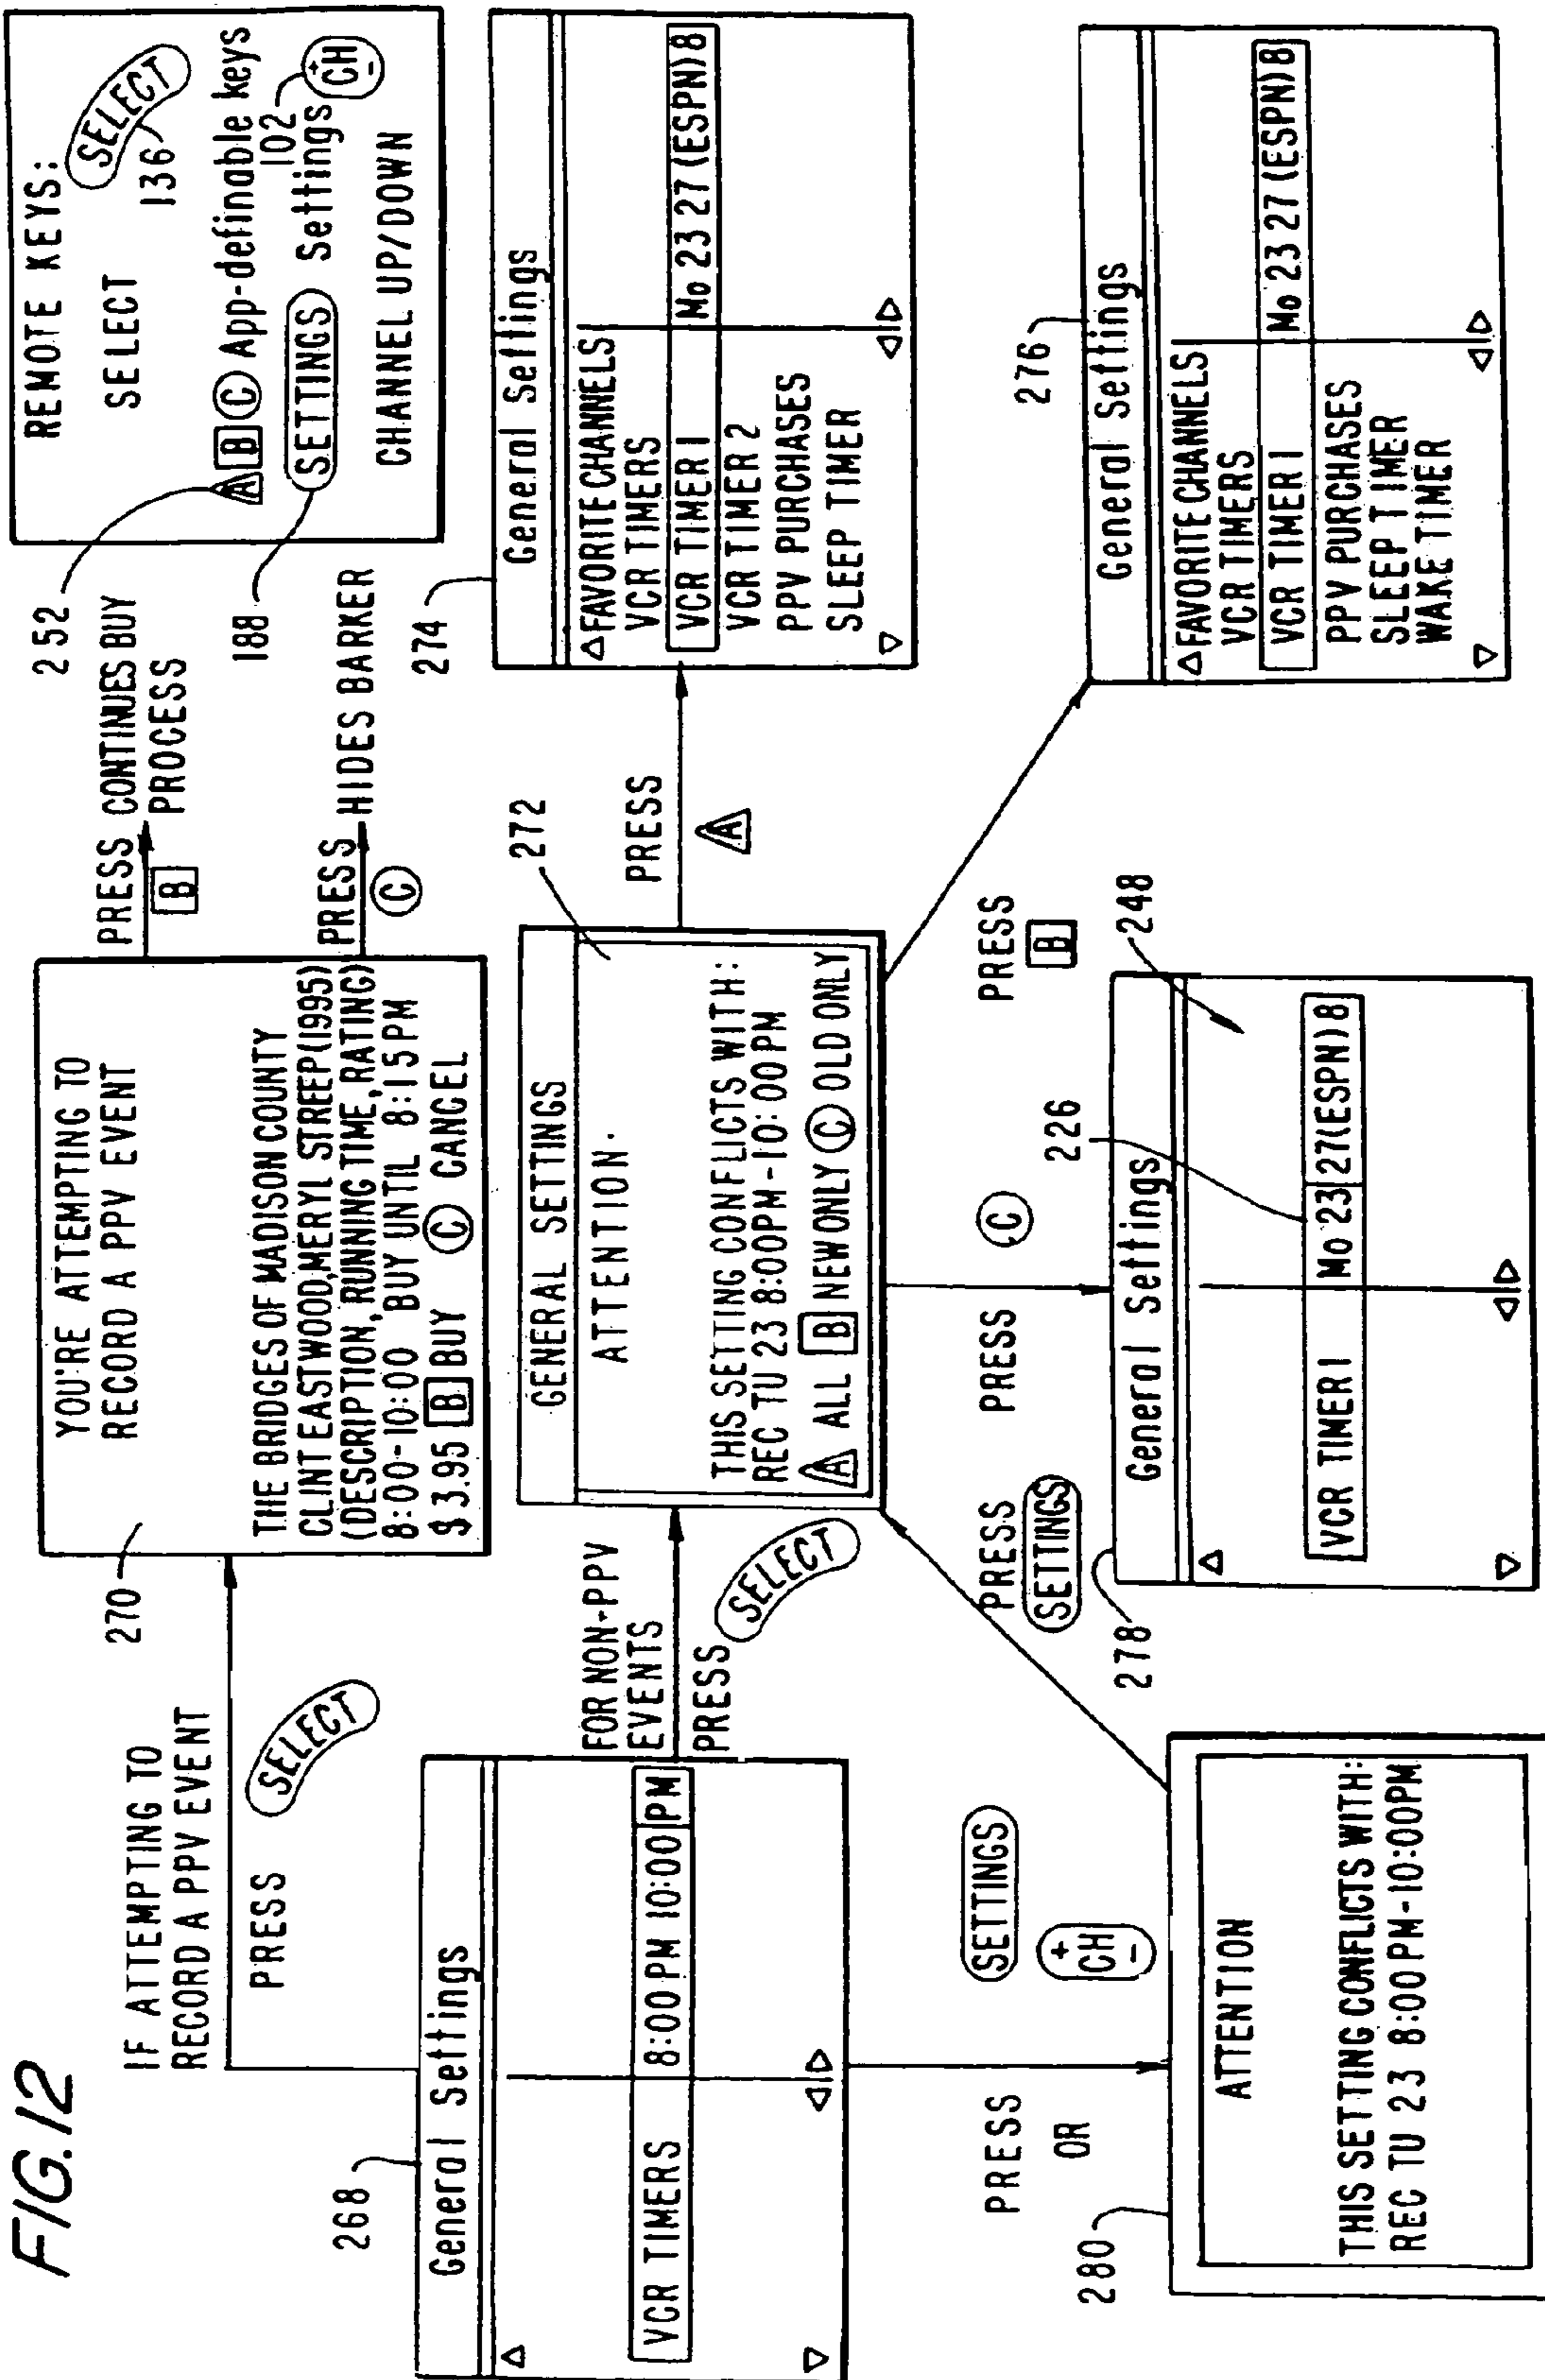 FIG.12
IF ATTEMPTING TO
RECORD A PPV EVENT
PRESS
SELECT
270
YOU'RE ATTEMPTING TO
RECORD A PPV EVENT
THE BRIDGES OF MADISON COUNTY
CLINT EASTWOOD,MERYL STREEP(1995)
(DESCRIPTION, RUNNING TIME, RATING)
8:00-10:00 BUY UNTIL 8:15PM
$ 3.95 B BUY C CANCEL
PRESS
B
CONTINUES BUY
PROCESS
PRESS
C
HIDES BARKER
REMOTE KEYS:
SELECT
SELECT
136
252
A B C App-definable keys
102
188
SETTINGS Settings
+
CH
-
CHANNEL UP/DOWN
268
General Settings
VCR TIMERS 8:00 PM 10:00 PM
FOR NON-PPV
EVENTS
PRESS
SELECT
272
GENERAL SETTINGS
ATTENTION.
THIS SETTING CONFLICTS WITH:
REC TU 23 8:00PM-10:00PM
A ALL B NEW ONLY C OLD ONLY
PRESS
A
274
General Settings
FAVORITE CHANNELS
VCR TIMERS
VCR TIMER 1 Mo 23 27 (ESPN) 8
VCR TIMER 2
PPV PURCHASES
SLEEP TIMER
PRESS
OR
SETTINGS
+
CH
-
280
ATTENTION
THIS SETTING CONFLICTS WITH:
REC TU 23 8:00PM-10:00PM
PRESS
SETTINGS
PRESS
C
278
General Settings
226
248
VCR TIMER 1 Mo 23 27(ESPN)8
PRESS
B
276
General Settings
FAVORITE CHANNELS
VCR TIMERS
VCR TIMER 1 Mo 23 27 (ESPN) 8
PPV PURCHASES
SLEEP TIMER
WAKE TIMER